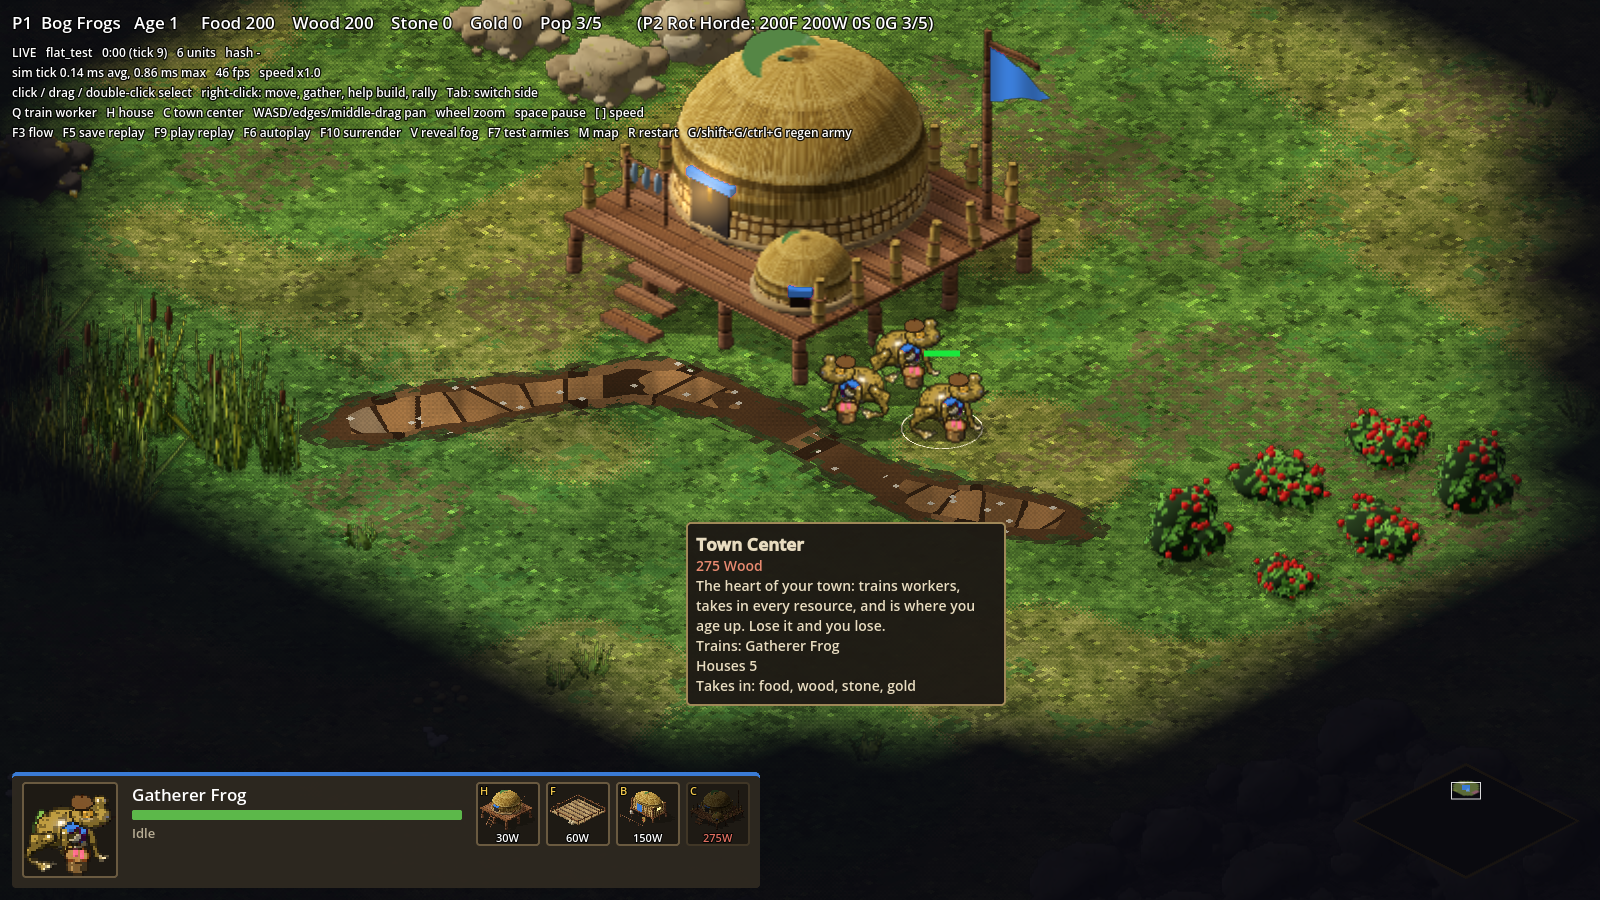 P1 Bog Frogs Age 1 Food 200 Wood 200 Stone 0 Gold 0 Pop 3/5 (P2 Rot Horde: 200F 200W 0S 0G 3/5)
LIVE flat_test 0:00 (tick 9) 6 units hash -
sim tick 0.14 ms avg, 0.86 ms max 46 fps speed x1.0
click / drag / double-click select right-click: move, gather, help build, rally Tab: switch side
Q train worker H house C town center WASD/edges/middle-drag pan wheel zoom space pause [ ] speed
F3 flow F5 save replay F9 play replay F6 autoplay F10 surrender V reveal fog F7 test armies M map R restart G/shift+G/ctrl+G regen army
Town Center
275 Wood
The heart of your town: trains workers,
takes in every resource, and is where you
age up. Lose it and you lose.
Trains: Gatherer Frog
Houses 5
Takes in: food, wood, stone, gold
Gatherer Frog
Idle
H F B C
30W 60W 150W 275W